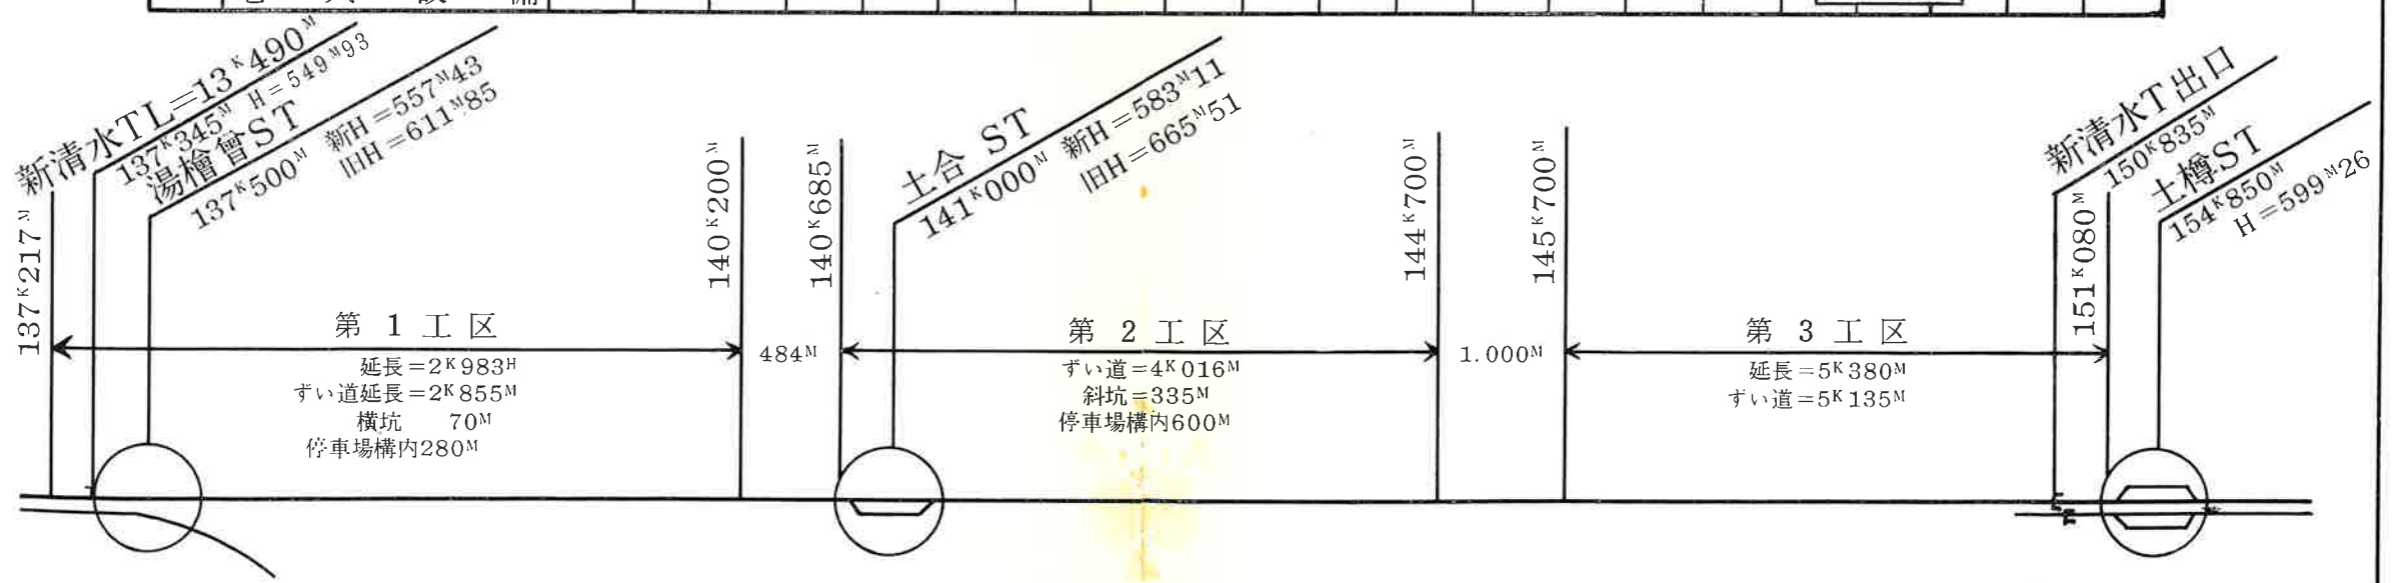 新清水TL=13ᴷ490ᴹ
137ᴷ345ᴹ H=549ᴹ93
湯檜曾ST
137ᴷ500ᴹ 新H=557ᴹ43
旧H=611ᴹ85
137ᴷ217ᴹ
140ᴷ200ᴹ
140ᴷ685ᴹ
土合 ST
141ᴷ000ᴹ 新H=583ᴹ11
旧H=665ᴹ51
144ᴷ700ᴹ
145ᴷ700ᴹ
新清水T出口
150ᴷ835ᴹ
土樽ST
154ᴷ850ᴹ
H=599ᴹ26
151ᴷ080ᴹ
第 1 工 区
延長=2ᴷ983ᴴ
ずい道延長=2ᴷ855ᴹ
横坑 70ᴹ
停車場構内280ᴹ
484ᴹ
第 2 工 区
ずい道=4ᴷ016ᴹ
斜坑=335ᴹ
停車場構内600ᴹ
1.000ᴹ
第 3 工 区
延長=5ᴷ380ᴹ
ずい道=5ᴷ135ᴹ